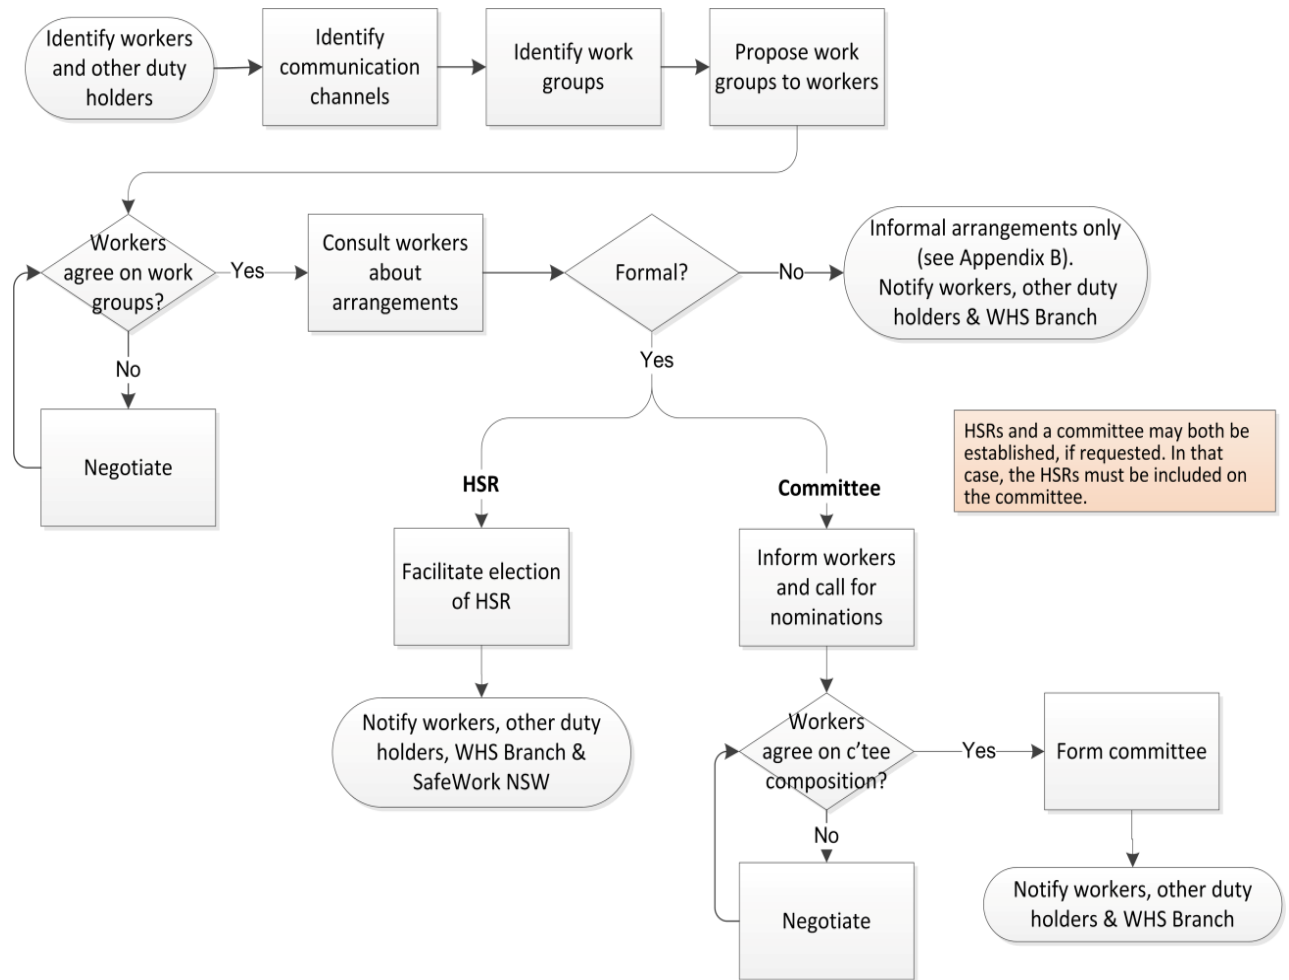 Identify workers
and other duty
holders
Identify
communication
channels
Identify work
groups
Propose work
groups to workers
Workers
agree on work
groups?
Yes
Consult workers
about
arrangements
Formal?
No
Informal arrangements only
(see Appendix B).
Notify workers, other duty
holders & WHS Branch
No
Negotiate
Yes
HSRs and a committee may both be
established, if requested. In that
case, the HSRs must be included on
the committee.
HSR
Committee
Facilitate election
of HSR
Inform workers
and call for
nominations
Notify workers, other duty
holders, WHS Branch &
SafeWork NSW
Workers
agree on c'tee
composition?
Yes
Form committee
No
Negotiate
Notify workers, other duty
holders & WHS Branch